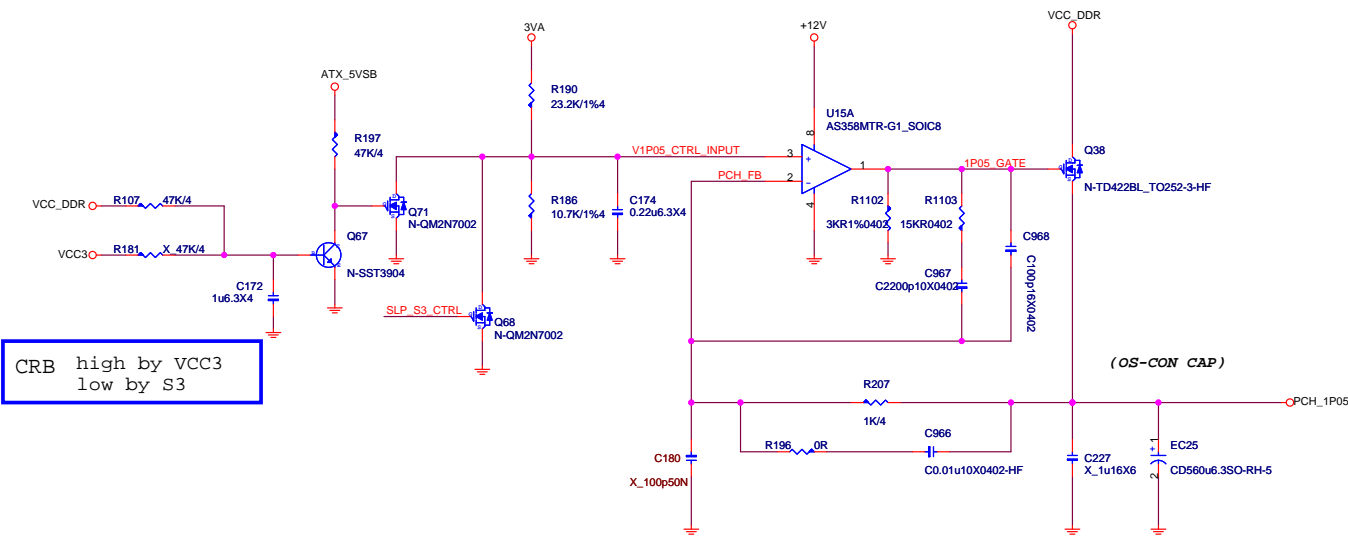 VCC_DDR
+12V
3VA
ATX_5VSB
R190
23.2K/1%4
U15A
AS358MTR-G1_SOIC8
8
R197
47K/4
V1P05_CTRL_INPUT
3
+
1
1P05_GATE
Q38
N-TD422BL_TO252-3-HF
PCH_FB
2
-
4
R107
47K/4
VCC_DDR
Q71
N-QM2N7002
R186
10.7K/1%4
C174
0.22u6.3X4
R1102
3KR1%0402
R1103
15KR0402
Q67
N-SST3904
VCC3
R181
X_47K/4
C968
C100p16X0402
C967
C2200p10X0402
C172
1u6.3X4
SLP_S3_CTRL
Q68
N-QM2N7002
CRB high by VCC3
low by S3
(OS-CON CAP)
R207
1K/4
PCH_1P05
R196
0R
C966
C0.01u10X0402-HF
C180
X_100p50N
C227
X_1u16X6
1
+
2
EC25
CD560u6.3SO-RH-5